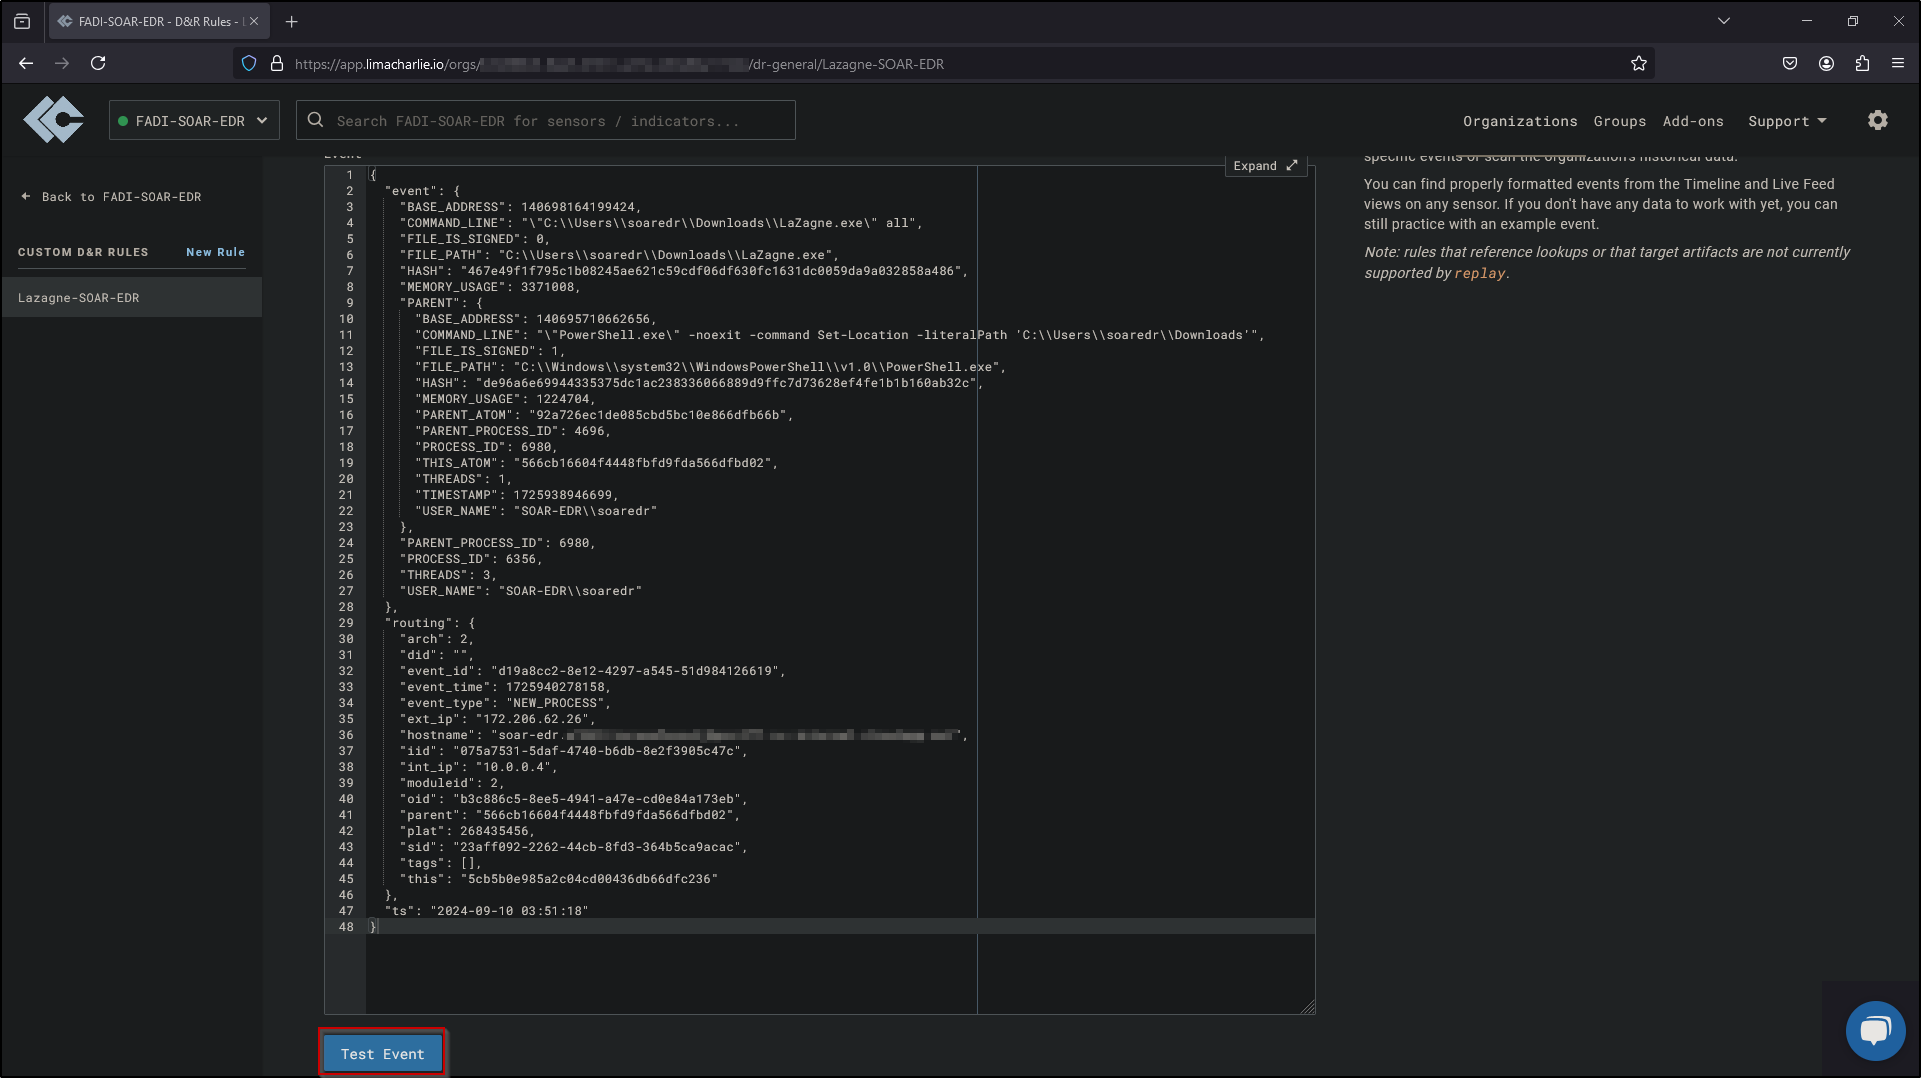 FADI-SOAR-EDR - D&R Rules -
https://app.limacharlie.io/orgs/ /dr-general/Lazagne-SOAR-EDR
FADI-SOAR-EDR
Search FADI-SOAR-EDR for sensors / indicators...
Organizations
Groups
Add-ons
Support
Back to FADI-SOAR-EDR
CUSTOM D&R RULES
New Rule
Lazagne-SOAR-EDR
Event
Expand
1 {
2 "event": {
3 "BASE_ADDRESS": 140698164199424,
4 "COMMAND_LINE": "\"C:\\Users\\soaredr\\Downloads\\LaZagne.exe\" all",
5 "FILE_IS_SIGNED": 0,
6 "FILE_PATH": "C:\\Users\\soaredr\\Downloads\\LaZagne.exe",
7 "HASH": "467e49f1f795c1b08245ae621c59cdf06df630fc1631dc0059da9a032858a486",
8 "MEMORY_USAGE": 3371008,
9 "PARENT": {
10 "BASE_ADDRESS": 140695710662656,
11 "COMMAND_LINE": "\"PowerShell.exe\" -noexit -command Set-Location -literalPath 'C:\\Users\\soaredr\\Downloads'",
12 "FILE_IS_SIGNED": 1,
13 "FILE_PATH": "C:\\Windows\\system32\\WindowsPowerShell\\v1.0\\PowerShell.exe",
14 "HASH": "de96a6e69944335375dc1ac238336066889d9ffc7d73628ef4fe1b1b160ab32c",
15 "MEMORY_USAGE": 1224704,
16 "PARENT_ATOM": "92a726ec1de085cbd5bc10e866dfb66b",
17 "PARENT_PROCESS_ID": 4696,
18 "PROCESS_ID": 6980,
19 "THIS_ATOM": "566cb16604f4448fbfd9fda566dfbd02",
20 "THREADS": 1,
21 "TIMESTAMP": 1725938946699,
22 "USER_NAME": "SOAR-EDR\\soaredr"
23 },
24 "PARENT_PROCESS_ID": 6980,
25 "PROCESS_ID": 6356,
26 "THREADS": 3,
27 "USER_NAME": "SOAR-EDR\\soaredr"
28 },
29 "routing": {
30 "arch": 2,
31 "did": "",
32 "event_id": "d19a8cc2-8e12-4297-a545-51d984126619",
33 "event_time": 1725940278158,
34 "event_type": "NEW_PROCESS",
35 "ext_ip": "172.206.62.26",
36 "hostname": "soar-edr. ",
37 "iid": "075a7531-5daf-4740-b6db-8e2f3905c47c",
38 "int_ip": "10.0.0.4",
39 "moduleid": 2,
40 "oid": "b3c886c5-8ee5-4941-a47e-cd0e84a173eb",
41 "parent": "566cb16604f4448fbfd9fda566dfbd02",
42 "plat": 268435456,
43 "sid": "23aff092-2262-44cb-8fd3-364b5ca9acac",
44 "tags": [],
45 "this": "5cb5b0e985a2c04cd00436db66dfc236"
46 },
47 "ts": "2024-09-10 03:51:18"
48 }
Test Event
specific events or scan the organization's historical data.
You can find properly formatted events from the Timeline and Live Feed
views on any sensor. If you don't have any data to work with yet, you can
still practice with an example event.
Note: rules that reference lookups or that target artifacts are not currently
supported by replay.